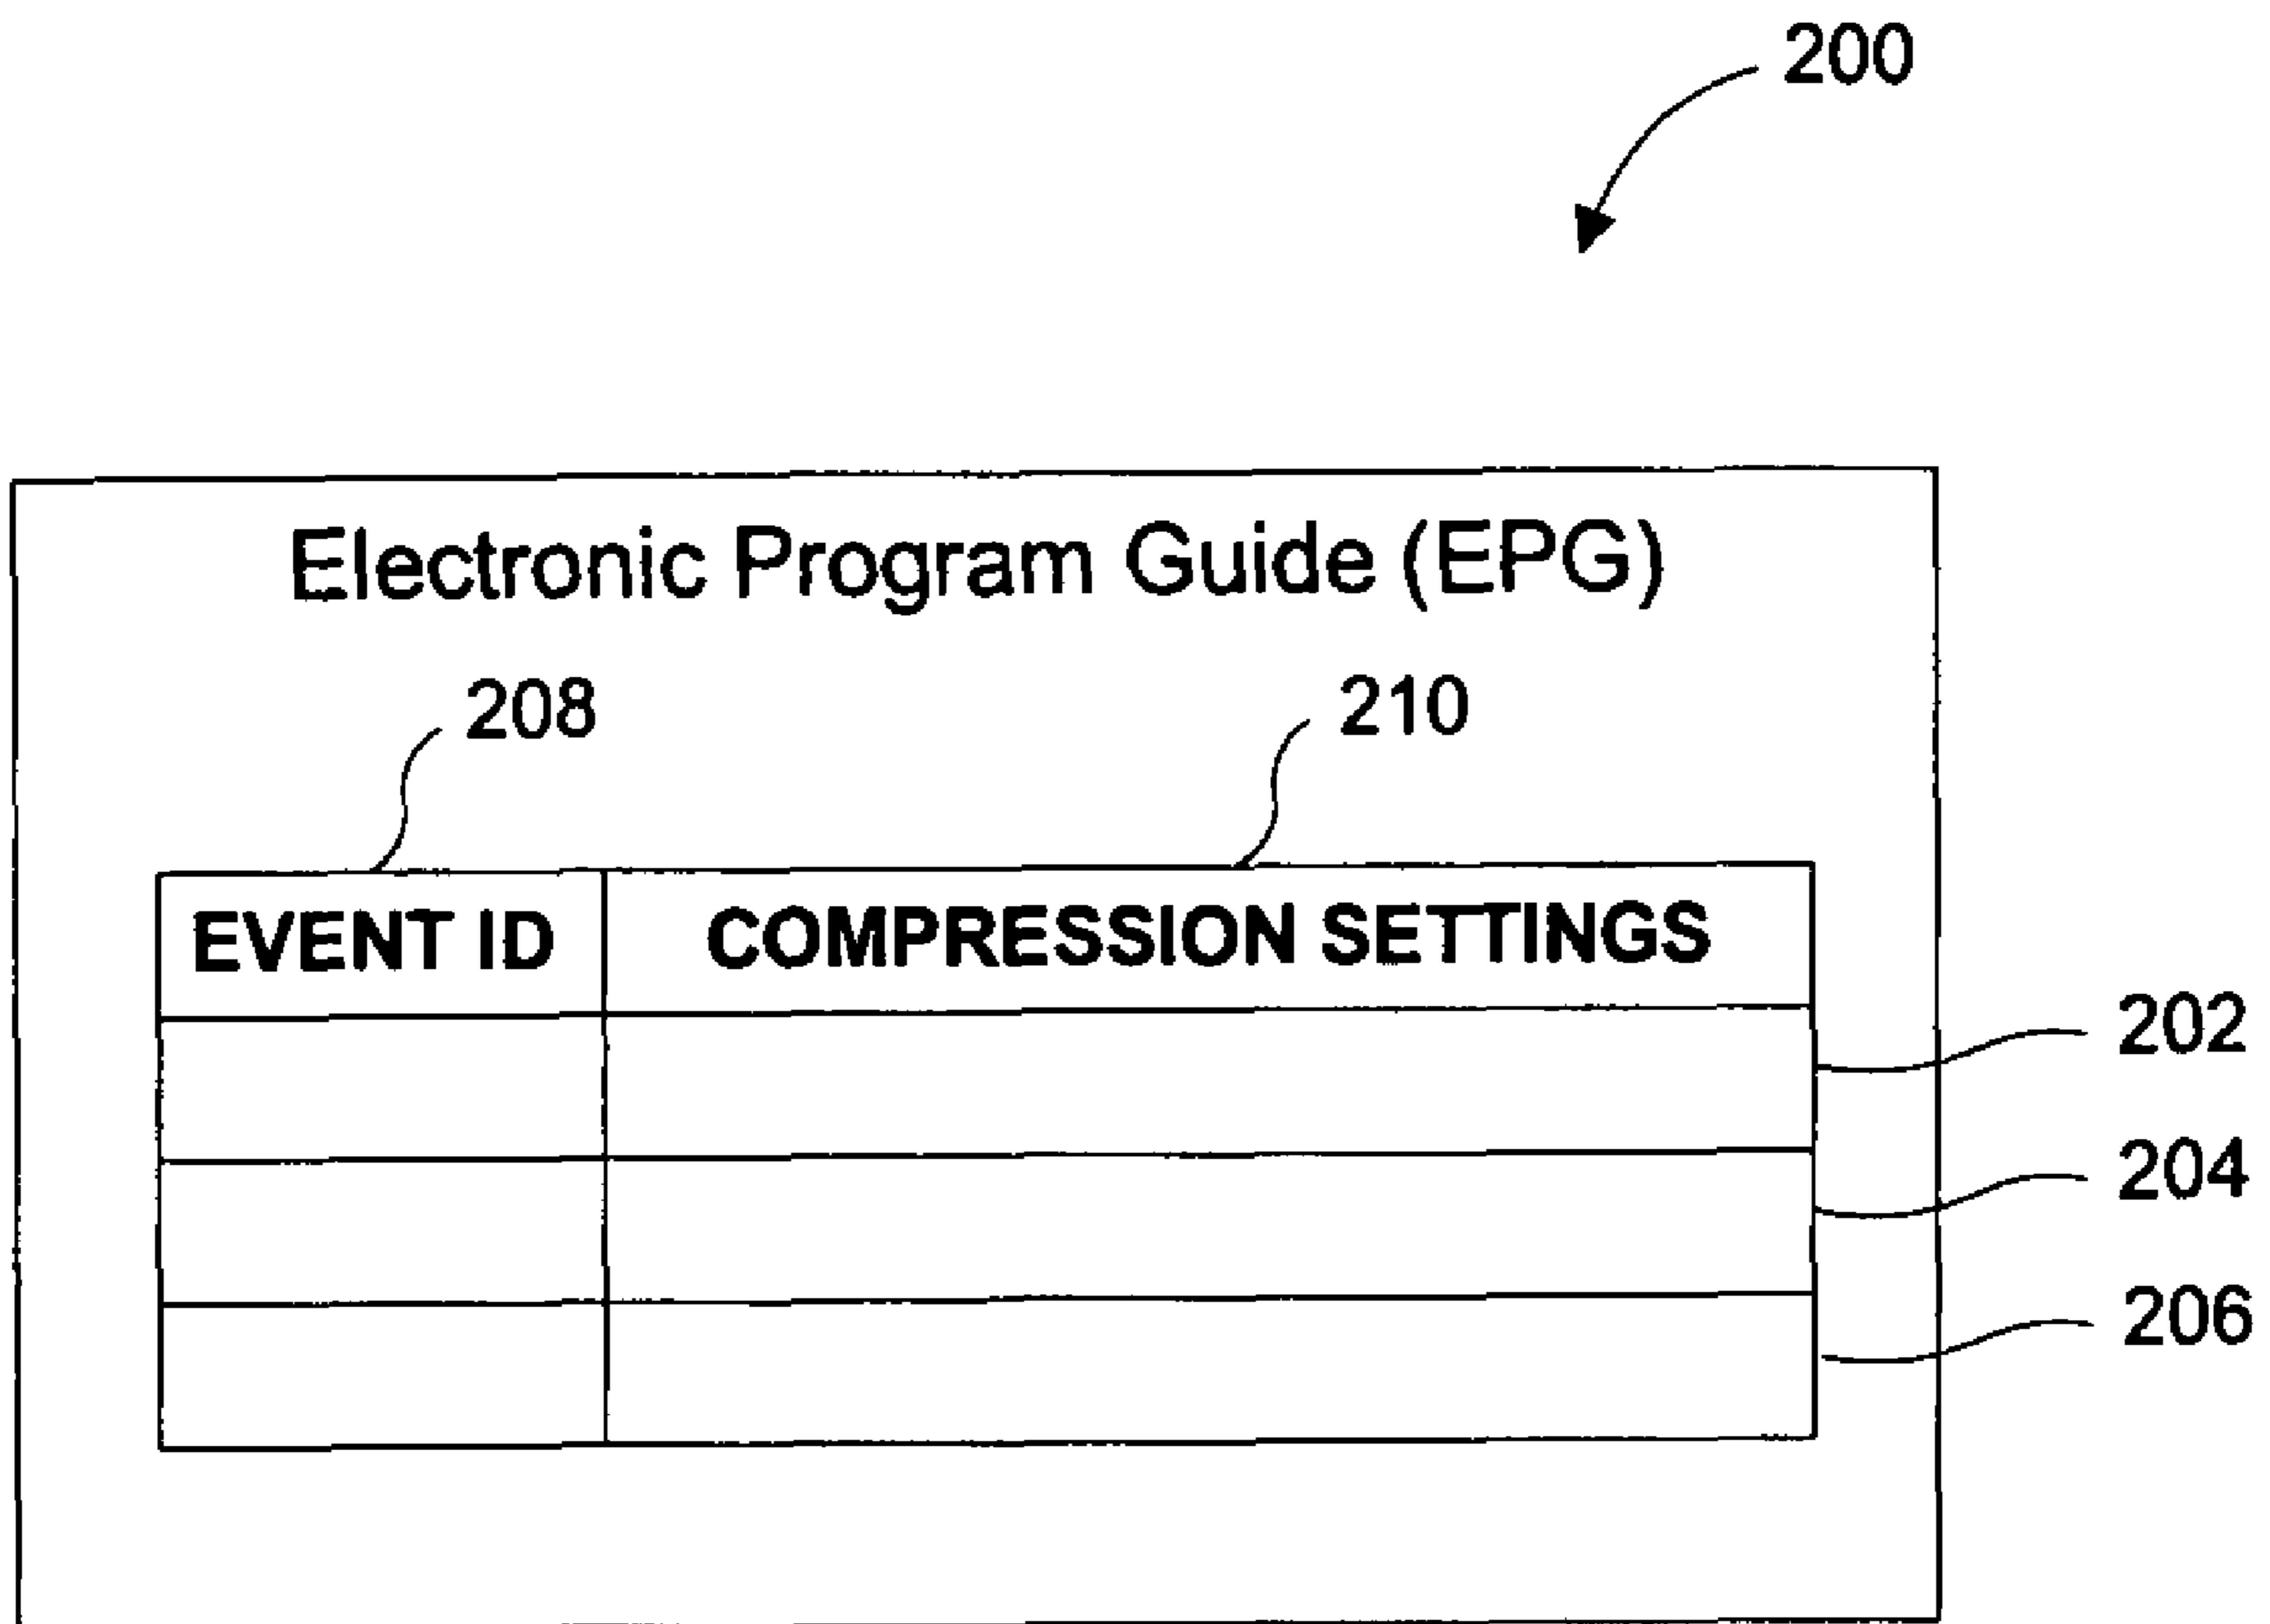 200
Electronic Program Guide (EPG)
208
210
EVENT ID
COMPRESSION SETTINGS
202
204
206